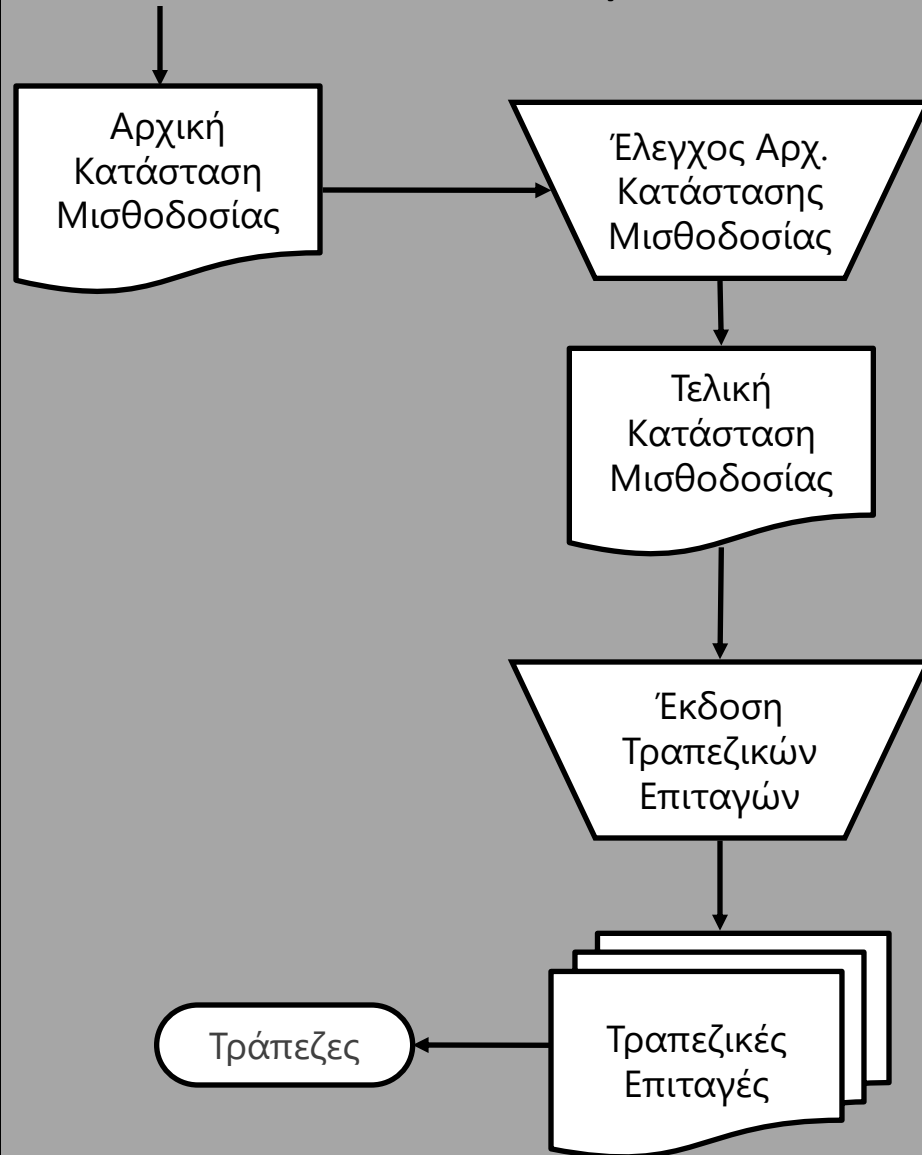 Αρχική
Κατάσταση
Μισθοδοσίας
Έλεγχος Αρχ.
Κατάστασης
Μισθοδοσίας
Τελική
Κατάσταση
Μισθοδοσίας
Έκδοση
Τραπεζικών
Επιταγών
Τράπεζες
Τραπεζικές
Επιταγές